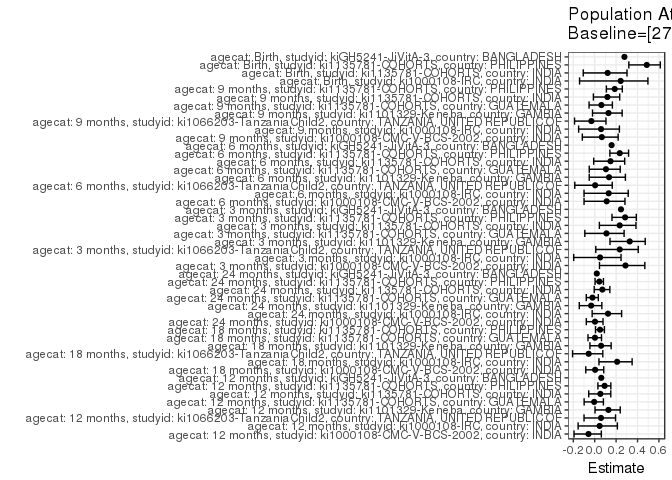 Population At
Baseline=[27
agecat: Birth, studyid: kiGH5241-JiVitA-3, country: BANGLADESH
agecat: Birth, studyid: ki1135781-COHORTS, country: PHILIPPINES
agecat: Birth, studyid: ki1135781-COHORTS, country: INDIA
agecat: Birth, studyid: ki1000108-IRC, country: INDIA
agecat: 9 months, studyid: ki1135781-COHORTS, country: PHILIPPINES
agecat: 9 months, studyid: ki1135781-COHORTS, country: INDIA
agecat: 9 months, studyid: ki1135781-COHORTS, country: GUATEMALA
agecat: 9 months, studyid: ki1101329-Keneba, country: GAMBIA
agecat: 9 months, studyid: ki1066203-TanzaniaChild2, country: TANZANIA, UNITED REPUBLIC OF
agecat: 9 months, studyid: ki1000108-IRC, country: INDIA
agecat: 9 months, studyid: ki1000108-CMC-V-BCS-2002, country: INDIA
agecat: 6 months, studyid: kiGH5241-JiVitA-3, country: BANGLADESH
agecat: 6 months, studyid: ki1135781-COHORTS, country: PHILIPPINES
agecat: 6 months, studyid: ki1135781-COHORTS, country: INDIA
agecat: 6 months, studyid: ki1135781-COHORTS, country: GUATEMALA
agecat: 6 months, studyid: ki1101329-Keneba, country: GAMBIA
agecat: 6 months, studyid: ki1066203-TanzaniaChild2, country: TANZANIA, UNITED REPUBLIC OF
agecat: 6 months, studyid: ki1000108-IRC, country: INDIA
agecat: 6 months, studyid: ki1000108-CMC-V-BCS-2002, country: INDIA
agecat: 3 months, studyid: kiGH5241-JiVitA-3, country: BANGLADESH
agecat: 3 months, studyid: ki1135781-COHORTS, country: PHILIPPINES
agecat: 3 months, studyid: ki1135781-COHORTS, country: INDIA
agecat: 3 months, studyid: ki1135781-COHORTS, country: GUATEMALA
agecat: 3 months, studyid: ki1101329-Keneba, country: GAMBIA
agecat: 3 months, studyid: ki1066203-TanzaniaChild2, country: TANZANIA, UNITED REPUBLIC OF
agecat: 3 months, studyid: ki1000108-IRC, country: INDIA
agecat: 3 months, studyid: ki1000108-CMC-V-BCS-2002, country: INDIA
agecat: 24 months, studyid: kiGH5241-JiVitA-3, country: BANGLADESH
agecat: 24 months, studyid: ki1135781-COHORTS, country: PHILIPPINES
agecat: 24 months, studyid: ki1135781-COHORTS, country: INDIA
agecat: 24 months, studyid: ki1135781-COHORTS, country: GUATEMALA
agecat: 24 months, studyid: ki1101329-Keneba, country: GAMBIA
agecat: 24 months, studyid: ki1000108-IRC, country: INDIA
agecat: 24 months, studyid: ki1000108-CMC-V-BCS-2002, country: INDIA
agecat: 18 months, studyid: ki1135781-COHORTS, country: PHILIPPINES
agecat: 18 months, studyid: ki1135781-COHORTS, country: GUATEMALA
agecat: 18 months, studyid: ki1101329-Keneba, country: GAMBIA
agecat: 18 months, studyid: ki1066203-TanzaniaChild2, country: TANZANIA, UNITED REPUBLIC OF
agecat: 18 months, studyid: ki1000108-IRC, country: INDIA
agecat: 18 months, studyid: ki1000108-CMC-V-BCS-2002, country: INDIA
agecat: 12 months, studyid: kiGH5241-JiVitA-3, country: BANGLADESH
agecat: 12 months, studyid: ki1135781-COHORTS, country: PHILIPPINES
agecat: 12 months, studyid: ki1135781-COHORTS, country: INDIA
agecat: 12 months, studyid: ki1135781-COHORTS, country: GUATEMALA
agecat: 12 months, studyid: ki1101329-Keneba, country: GAMBIA
agecat: 12 months, studyid: ki1066203-TanzaniaChild2, country: TANZANIA, UNITED REPUBLIC OF
agecat: 12 months, studyid: ki1000108-IRC, country: INDIA
agecat: 12 months, studyid: ki1000108-CMC-V-BCS-2002, country: INDIA
-0.2 0.0 0.2 0.4 0.6
Estimate